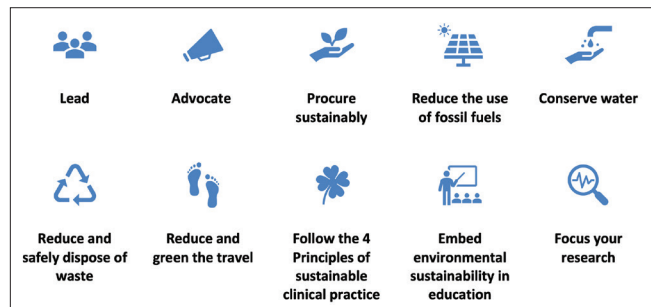 Lead
Advocate
Procure
sustainably
Reduce the use
of fossil fuels
Conserve water
Reduce and
safely dispose of
waste
Reduce and
green the travel
Follow the 4
Principles of
sustainable
clinical practice
Embed
environmental
sustainability in
education
Focus your
research